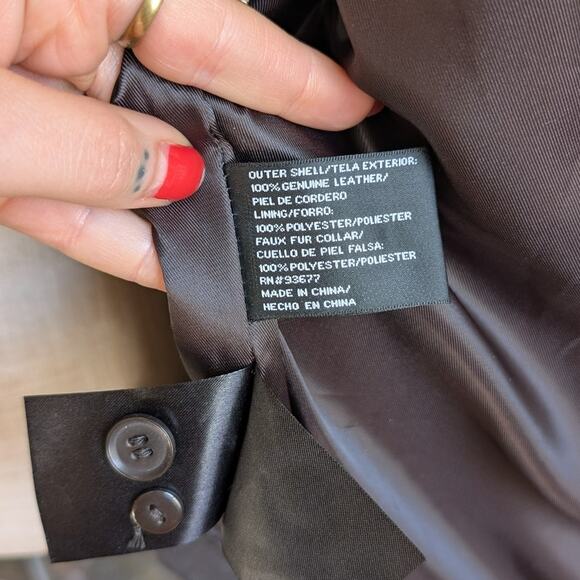 OUTER SHELL/TELA EXTERIOR:
100% GENUINE LEATHER/
PIEL DE CORDERO
LINING/FORRO:
100% POLYESTER/POLIESTER
FAUX FUR COLLAR/
CUELLO DE PIEL FALSA:
100% POLYESTER/POLIESTER
RN#93677
MADE IN CHINA/
HECHO EN CHINA